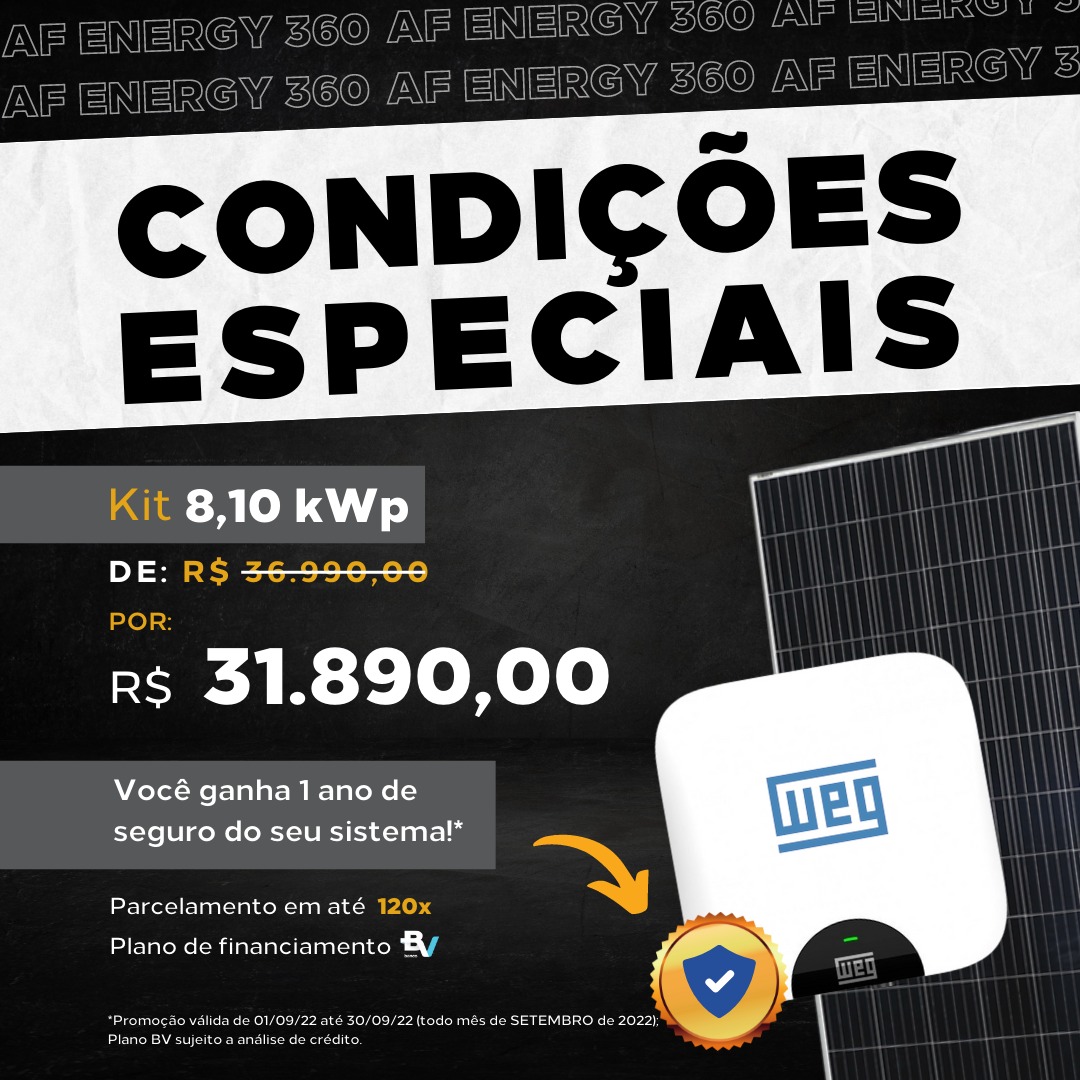 AF ENERGY 360 AF ENERGY 360 AF ENERGY 3
AF ENERGY 360 AF ENERGY 360 AF ENERGY 3
CONDIÇÕES
ESPECIAIS
Kit 8,10 kWp
DE: R$ 36.990,00
POR:
R$ 31.890,00
Você ganha 1 ano de
seguro do seu sistema!*
Parcelamento em até 120x
Plano de financiamento banco BV
weg
weg
*Promoção válida de 01/09/22 até 30/09/22 (todo mês de SETEMBRO de 2022);
Plano BV sujeito a análise de crédito.